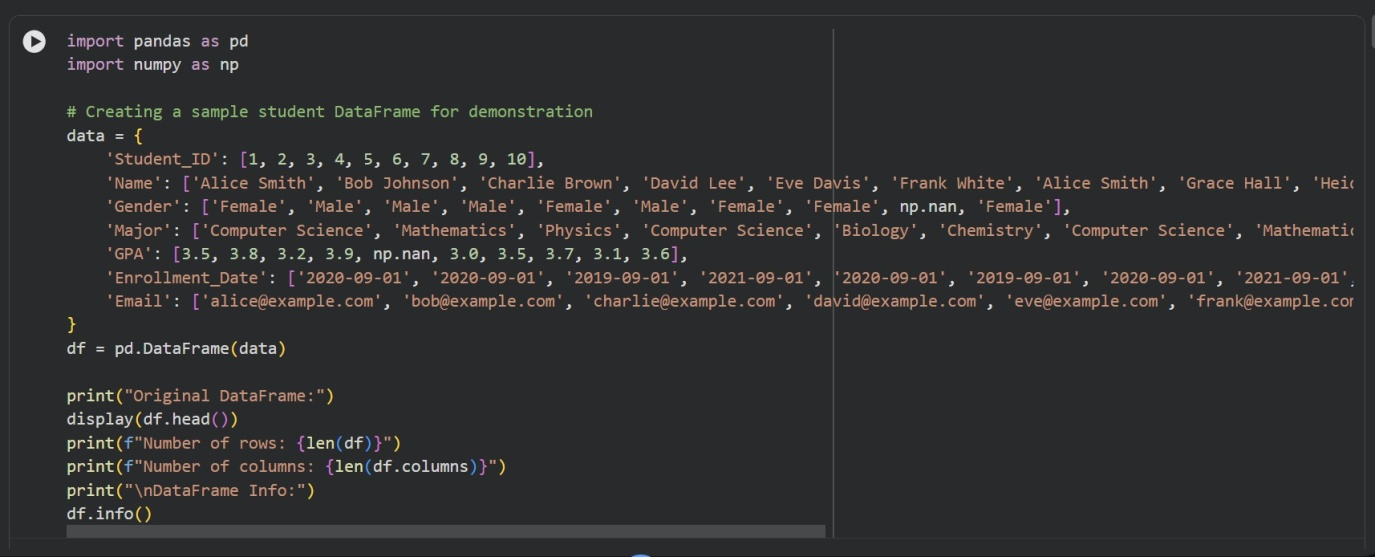 import pandas as pd
import numpy as np
# Creating a sample student DataFrame for demonstration
data = {
'Student_ID': [1, 2, 3, 4, 5, 6, 7, 8, 9, 10],
'Name': ['Alice Smith', 'Bob Johnson', 'Charlie Brown', 'David Lee', 'Eve Davis', 'Frank White', 'Alice Smith', 'Grace Hall',
'Gender': ['Female', 'Male', 'Male', 'Male', 'Female', 'Male', 'Female', 'Female', np.nan, 'Female'],
'Major': ['Computer Science', 'Mathematics', 'Physics', 'Computer Science', 'Biology', 'Chemistry', 'Computer Science',
'GPA': [3.5, 3.8, 3.2, 3.9, np.nan, 3.0, 3.5, 3.7, 3.1, 3.6],
'Enrollment_Date': ['2020-09-01', '2020-09-01', '2019-09-01', '2021-09-01', '2020-09-01', '2019-09-01', '2020-09-01', '2021-09-01',
'Email': ['alice@example.com', 'bob@example.com', 'charlie@example.com', 'david@example.com', 'eve@example.com',
}
df = pd.DataFrame(data)
print("Original DataFrame:")
display(df.head())
print(f"Number of rows: {len(df)}")
print(f"Number of columns: {len(df.columns)}")
print("\nDataFrame Info:")
df.info()